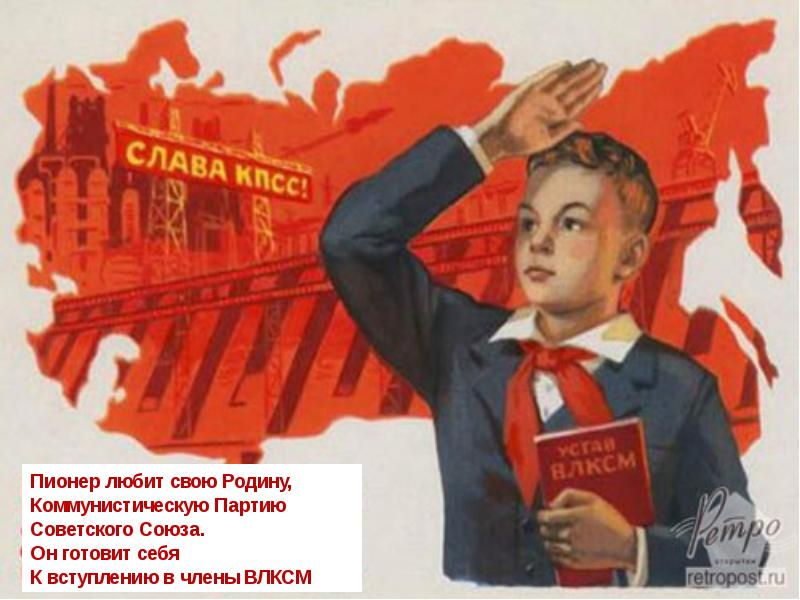 СЛАВА КПСС!
УСТАВ
ВЛКСМ
Пионер любит свою Родину,
Коммунистическую Партию
Советского Союза.
Он готовит себя
К вступлению в члены ВЛКСМ
Ретро
открытки
retropost.ru